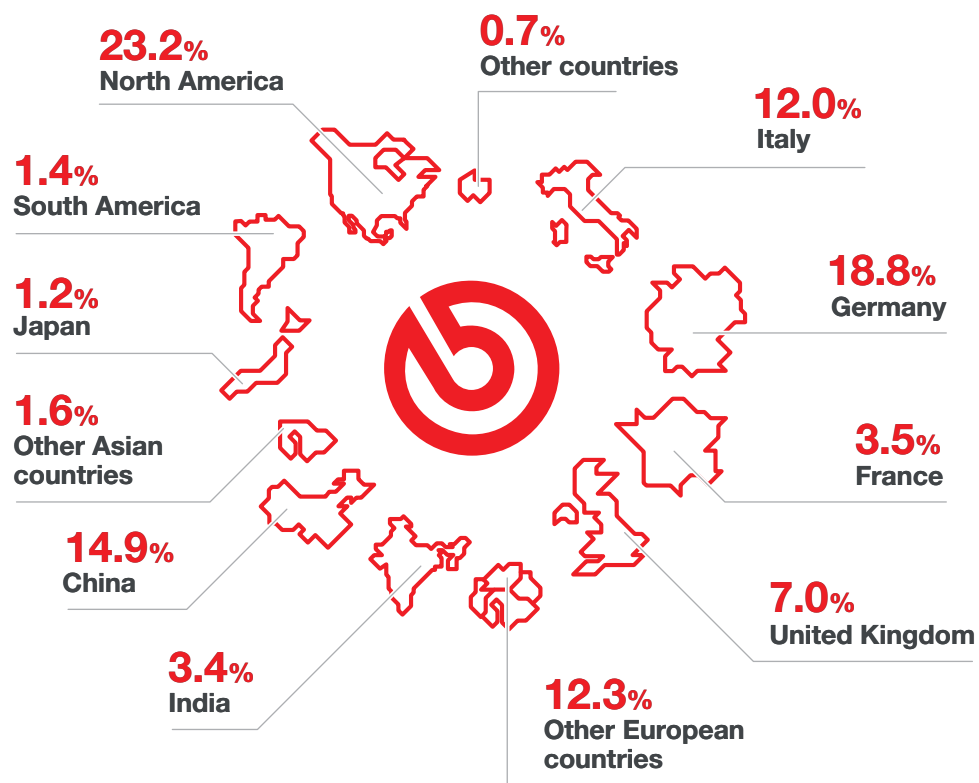 23.2%
North America
0.7%
Other countries
12.0%
Italy
1.4%
South America
18.8%
Germany
1.2%
Japan
1.6%
Other Asian
countries
3.5%
France
14.9%
China
7.0%
United Kingdom
3.4%
India
12.3%
Other European
countries